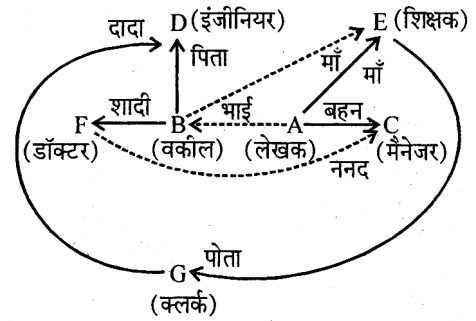 दादा D (इंजीनियर) E (शिक्षक)
पिता माँ माँ
शादी भाई बहन
F B A C
(डॉक्टर) (वकील) (लेखक) (मैनेजर)
ननद
पोता
G
(क्लर्क)